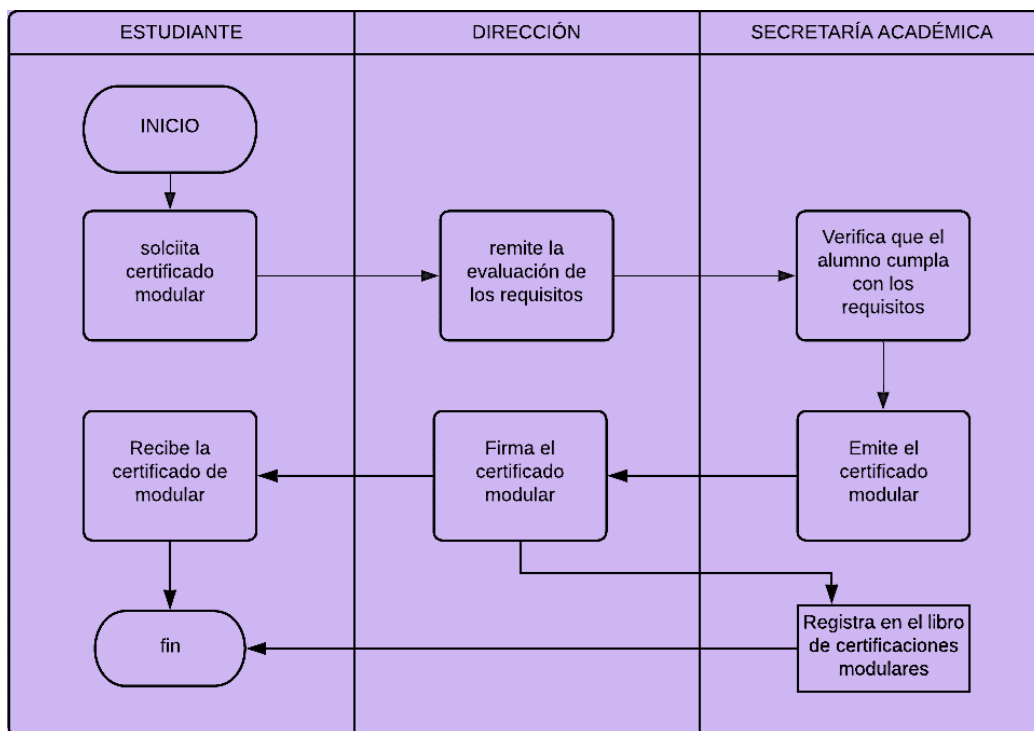 ESTUDIANTE
DIRECCIÓN
SECRETARÍA ACADÉMICA
INICIO
solciita
certificado
modular
remite la
evaluación de
los requisitos
Verifica que el
alumno cumpla
con los
requisitos
Recibe la
certificado de
modular
Firma el
certificado
modular
Emite el
certificado
modular
fin
Registra en el libro
de certificaciones
modulares